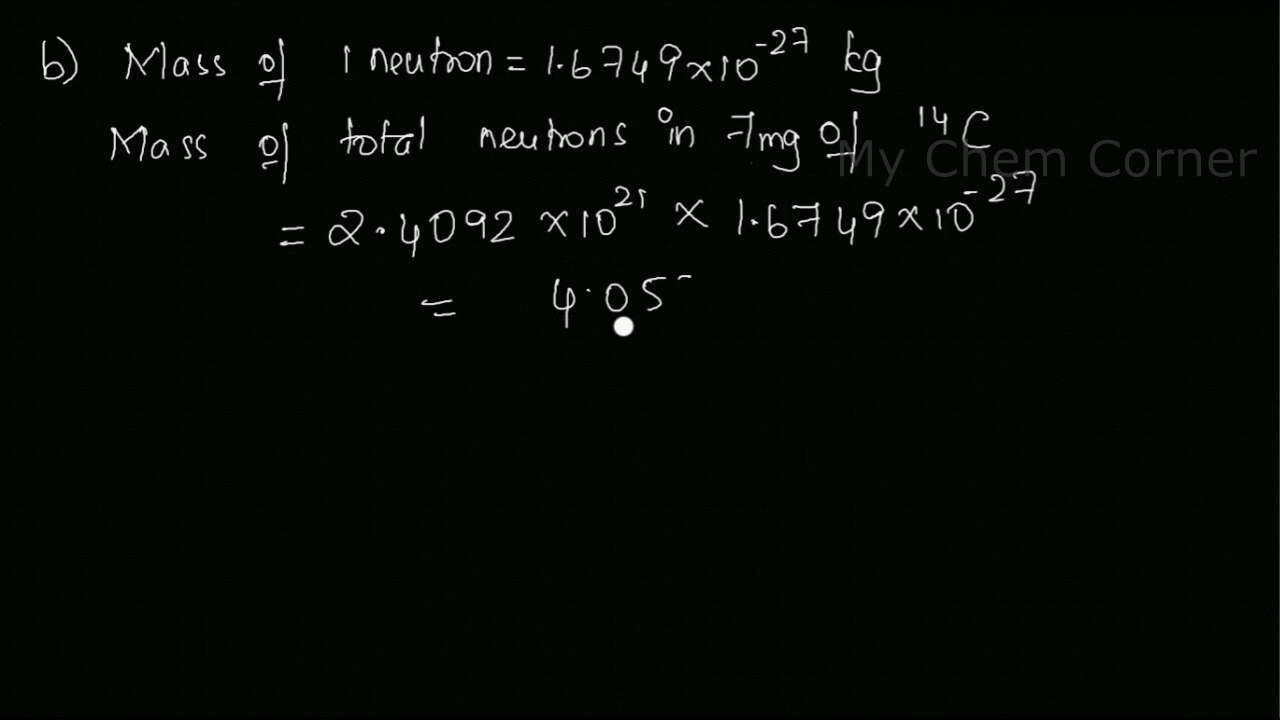 b) Mass of 1 neutron = 1.6749×10⁻²⁷ kg
Mass of total neutrons in 7mg of ¹⁴C
My Chem Corner
= 2.4092 ×10²¹ × 1.6749×10⁻²⁷
= 4.05